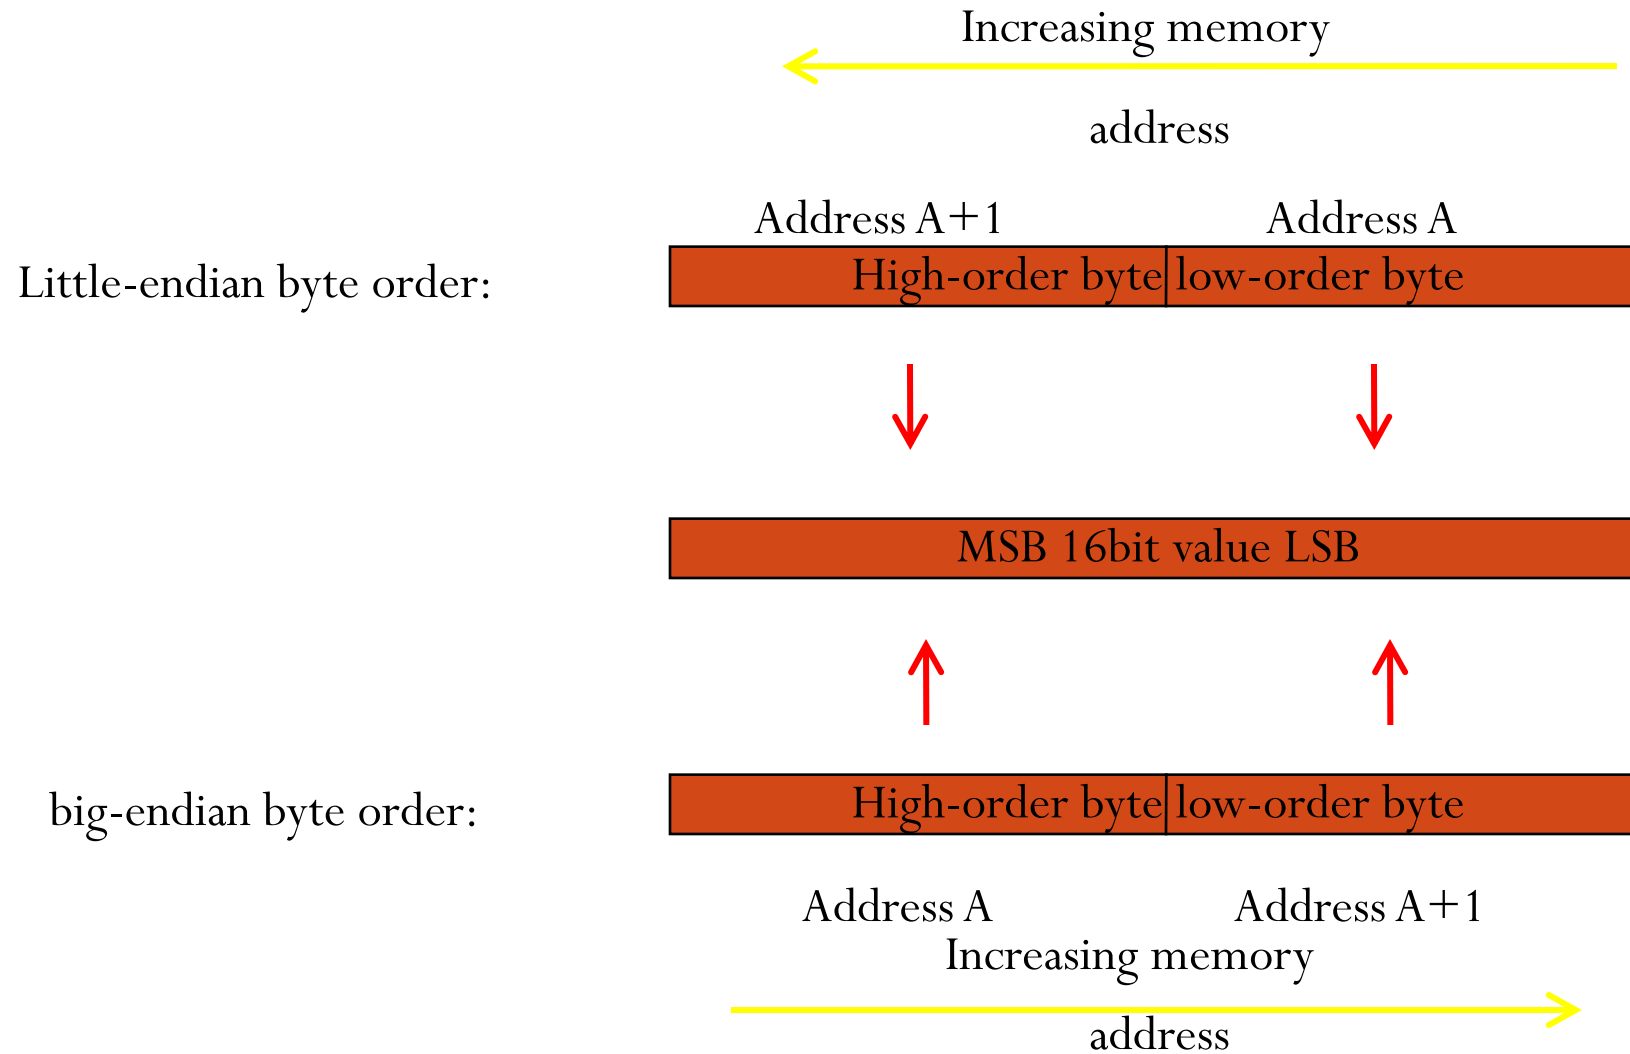 Increasing memory
address
Address A+1 Address A
Little-endian byte order: High-order byte low-order byte
MSB 16bit value LSB
big-endian byte order: High-order byte low-order byte
Address A Address A+1
Increasing memory
address